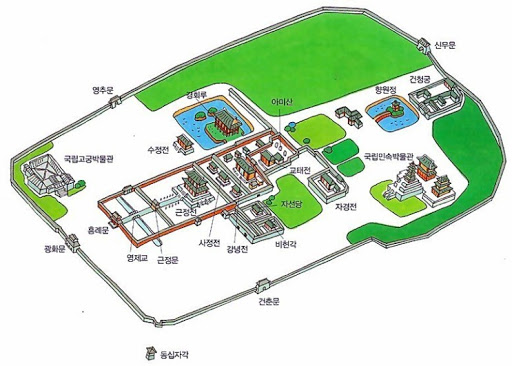 신무문
건청궁
영추문
경회루
아미산
향원정
수정전
국립고궁박물관
교태전
국립민속박물관
자선당
자경전
근정전
흥례문
사정전
강녕전
비현각
광화문
영제교
근정문
건춘문
동십자각